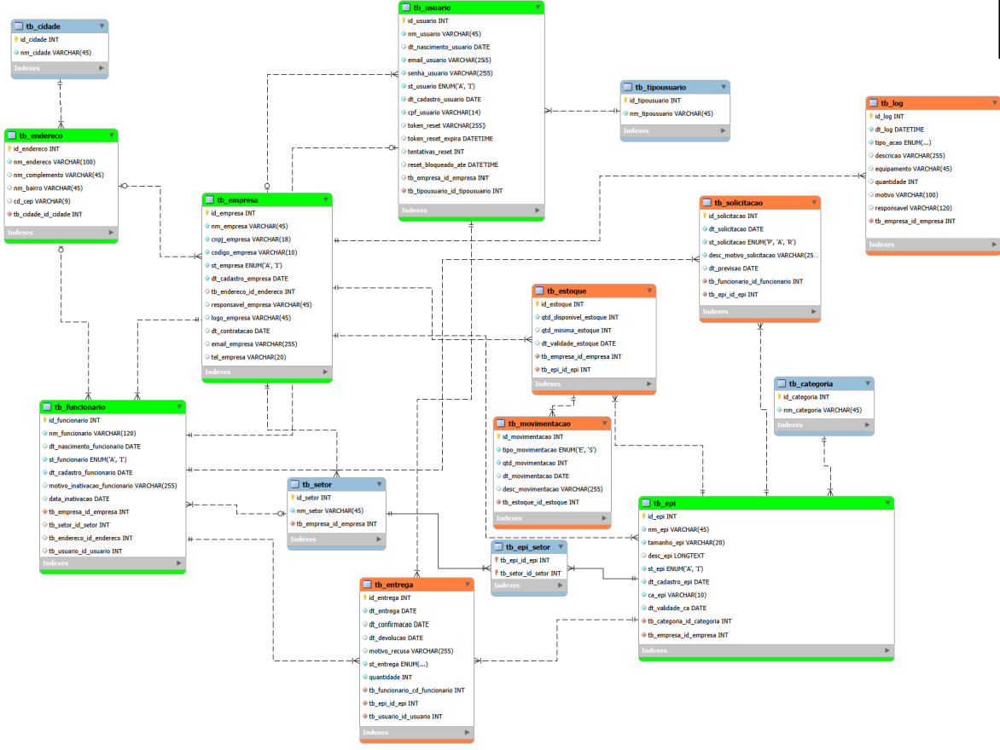 tb_cidade
id_cidade INT
nm_cidade VARCHAR(45)
Indexes
tb_endereco
id_endereco INT
nm_endereco VARCHAR(100)
nm_complemento VARCHAR(45)
nm_bairro VARCHAR(45)
cd_cep VARCHAR(9)
tb_cidade_id_cidade INT
Indexes
tb_usuario
id_usuario INT
nm_usuario VARCHAR(45)
dt_nascimento_usuario DATE
email_usuario VARCHAR(255)
senha_usuario VARCHAR(255)
st_usuario ENUM('A', 'I')
dt_cadastro_usuario DATE
cpf_usuario VARCHAR(14)
token_reset VARCHAR(255)
token_reset_expira DATETIME
tentativas_reset INT
reset_bloqueado_ate DATETIME
tb_empresa_id_empresa INT
tb_tipousuario_id_tipousuario INT
Indexes
tb_tipousuario
id_tipousuario INT
nm_tipousuario VARCHAR(45)
Indexes
tb_log
id_log INT
dt_log DATETIME
tipo_acao ENUM(...)
descricao VARCHAR(255)
equipamento VARCHAR(45)
quantidade INT
motivo VARCHAR(100)
responsavel VARCHAR(120)
tb_empresa_id_empresa INT
Indexes
tb_empresa
id_empresa INT
nm_empresa VARCHAR(45)
cnpj_empresa VARCHAR(18)
codigo_empresa VARCHAR(10)
st_empresa ENUM('A', 'I')
dt_cadastro_empresa DATE
tb_endereco_id_endereco INT
responsavel_empresa VARCHAR(45)
logo_empresa VARCHAR(45)
dt_contratacao DATE
email_empresa VARCHAR(255)
tel_empresa VARCHAR(20)
Indexes
tb_solicitacao
id_solicitacao INT
dt_solicitacao DATE
st_solicitacao ENUM('P', 'A', 'R')
desc_motivo_solicitacao VARCHAR(25...
dt_previsao DATE
tb_funcionario_id_funcionario INT
tb_epi_id_epi INT
Indexes
tb_estoque
id_estoque INT
qtd_disponivel_estoque INT
qtd_minima_estoque INT
dt_validade_estoque DATE
tb_empresa_id_empresa INT
tb_epi_id_epi INT
Indexes
tb_categoria
id_categoria INT
nm_categoria VARCHAR(45)
Indexes
tb_funcionario
id_funcionario INT
nm_funcionario VARCHAR(120)
dt_nascimento_funcionario DATE
st_funcionario ENUM('A', 'I')
dt_cadastro_funcionario DATE
motivo_inativacao_funcionario VARCHAR(255)
data_inativacao DATE
tb_empresa_id_empresa INT
tb_setor_id_setor INT
tb_endereco_id_endereco INT
tb_usuario_id_usuario INT
Indexes
tb_movimentacao
id_movimentacao INT
tipo_movimentacao ENUM('E', 'S')
qtd_movimentacao INT
dt_movimentacao DATE
desc_movimentacao VARCHAR(255)
tb_estoque_id_estoque INT
Indexes
tb_setor
id_setor INT
nm_setor VARCHAR(45)
tb_empresa_id_empresa INT
Indexes
tb_epi
id_epi INT
nm_epi VARCHAR(45)
tamanho_epi VARCHAR(20)
desc_epi LONGTEXT
st_epi ENUM('A', 'I')
dt_cadastro_epi DATE
ca_epi VARCHAR(10)
dt_validade_ca DATE
tb_categoria_id_categoria INT
tb_empresa_id_empresa INT
Indexes
tb_epi_setor
tb_epi_id_epi INT
tb_setor_id_setor INT
Indexes
tb_entrega
id_entrega INT
dt_entrega DATE
dt_confirmacao DATE
dt_devolucao DATE
motivo_recusa VARCHAR(255)
st_entrega ENUM(...)
quantidade INT
tb_funcionario_cd_funcionario INT
tb_epi_id_epi INT
tb_usuario_id_usuario INT
Indexes